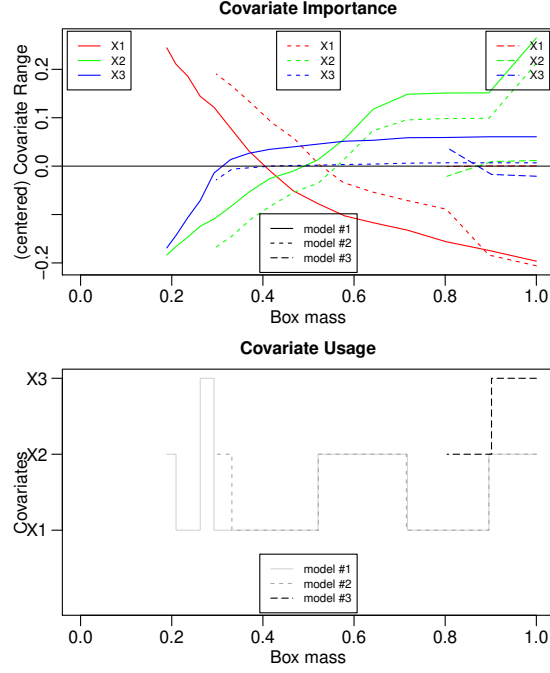 Covariate Importance
X1
X2
X3
X1
X2
X3
X1
X2
X3
(centered) Covariate Range
0.2
0.1
0.0
−0.2
model #1
model #2
model #3
0.0 0.2 0.4 0.6 0.8 1.0
Box mass
Covariate Usage
Covariates
X3
X2
X1
model #1
model #2
model #3
0.0 0.2 0.4 0.6 0.8 1.0
Box mass